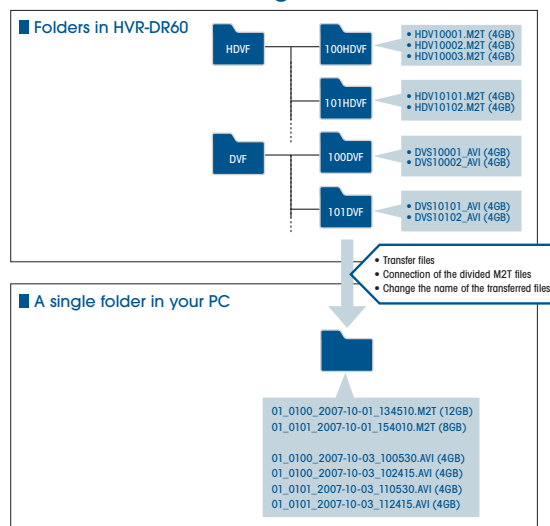 Folders in HVR-DR60
HDVF
100HDVF
• HDV10001.M2T (4GB)
• HDV10002.M2T (4GB)
• HDV10003.M2T (4GB)
101HDVF
• HDV10101.M2T (4GB)
• HDV10102.M2T (4GB)
DVF
100DVF
• DVS10001_AVI (4GB)
• DVS10002_AVI (4GB)
101DVF
• DVS10101_AVI (4GB)
• DVS10102_AVI (4GB)
• Transfer files
• Connection of the divided M2T files
• Change the name of the transferred files
A single folder in your PC
01_0100_2007-10-01_134510.M2T (12GB)
01_0101_2007-10-01_154010.M2T (8GB)
01_0100_2007-10-03_100530.AVI (4GB)
01_0100_2007-10-03_102415.AVI (4GB)
01_0101_2007-10-03_110530.AVI (4GB)
01_0101_2007-10-03_112415.AVI (4GB)